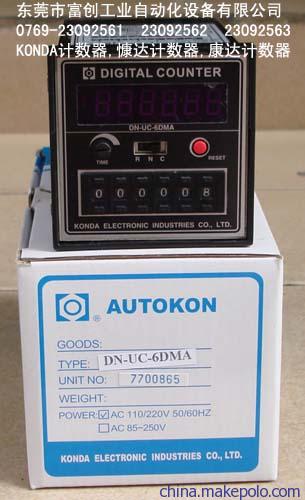 东莞市富创工业自动化设备有限公司
0769-23092561 23092562 23092563
KONDA计数器,慷达计数器,康达计数器
DIGITAL COUNTER
DN-UC-6DMA
TIME
R N C
RESET
0 0 0 0 0 8
KONDA ELECTRONIC INDUSTRIES CO., LTD.
® AUTOKON
GOODS:
TYPE: DN-UC-6DMA
UNIT NO: 7700865
WEIGHT:
POWER: ☑ AC 110/220V 50/60HZ
☐ AC 85~250V
KONDA ELECTRONIC INDUSTRIES CO., LTD.
china.makepolo.com